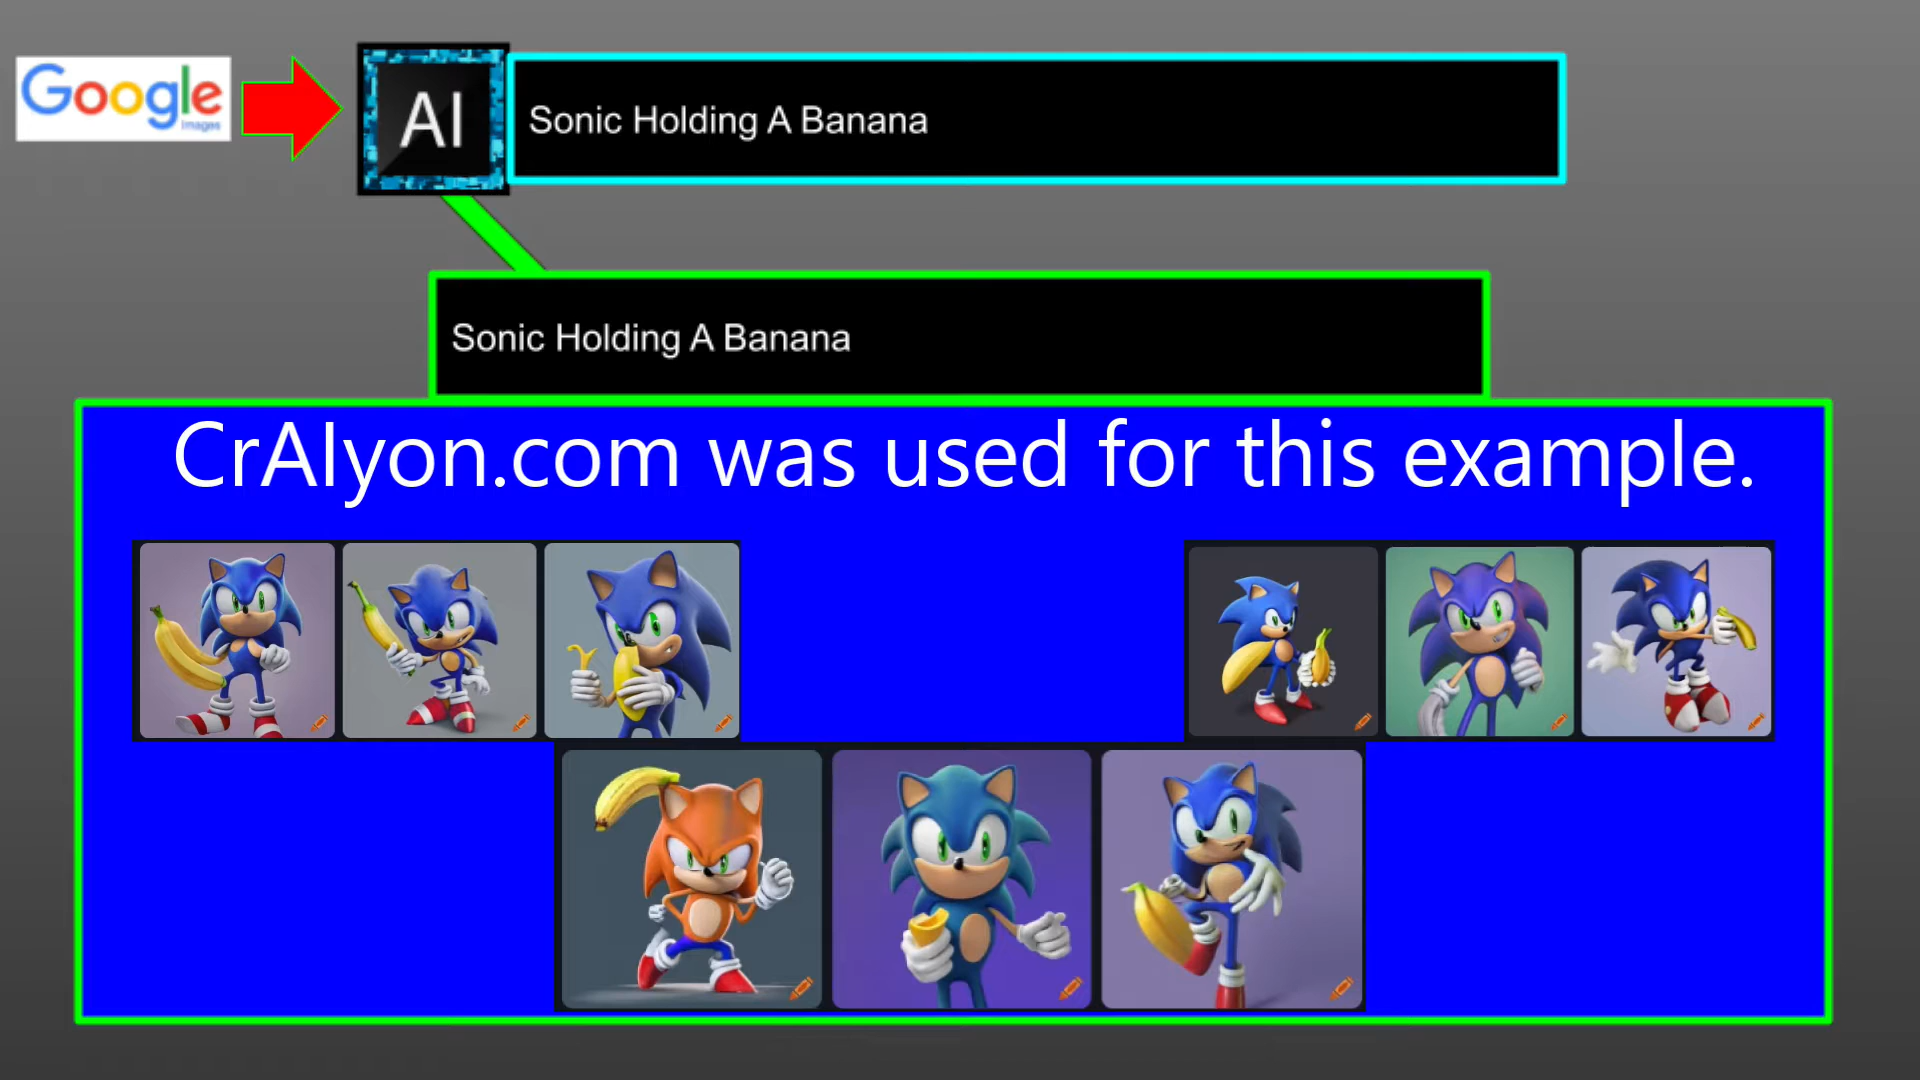 Google
Images
AI
Sonic Holding A Banana
Sonic Holding A Banana
CrAIyon.com was used for this example.